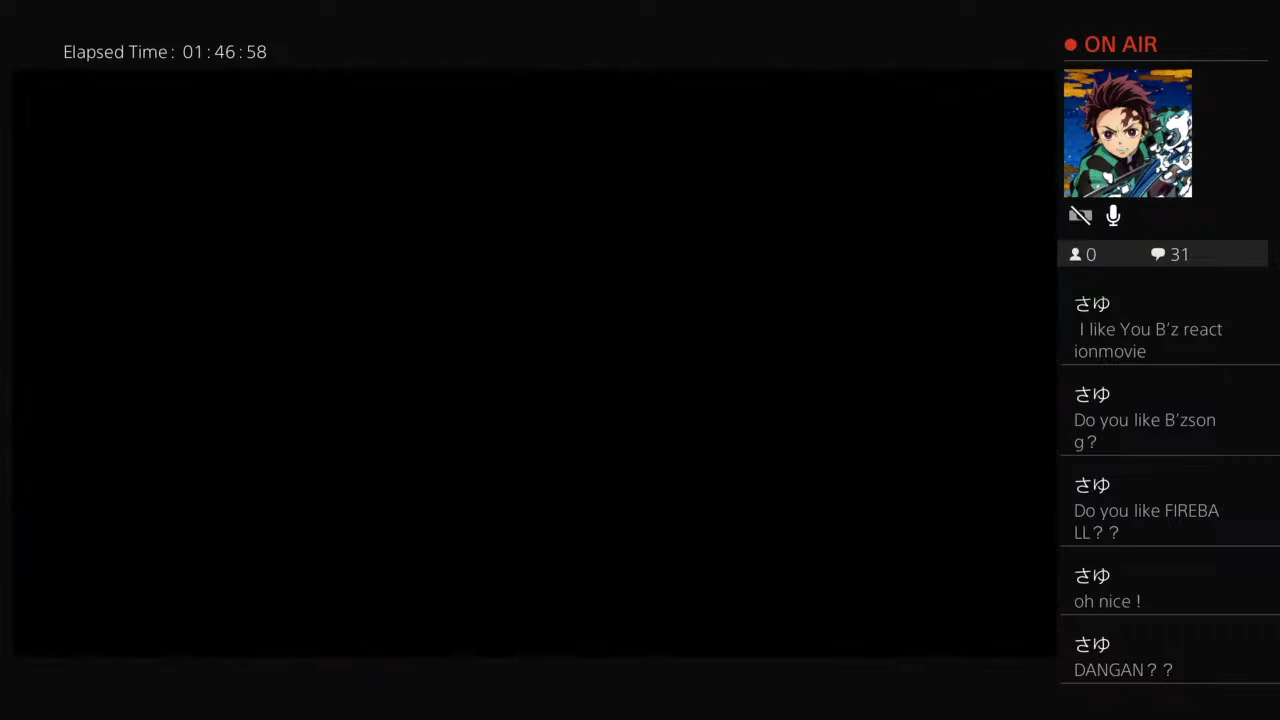 Elapsed Time: 01:46:58
ON AIR
0 31
さゆ
I like You B'z react
ionmovie
さゆ
Do you like B'zson
g？
さゆ
Do you like FIREBA
LL？？
さゆ
oh nice！
さゆ
DANGAN？？